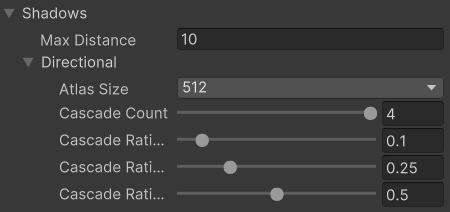 Shadows
Max Distance 10
Directional
Atlas Size 512
Cascade Count 4
Cascade Rati... 0.1
Cascade Rati... 0.25
Cascade Rati... 0.5